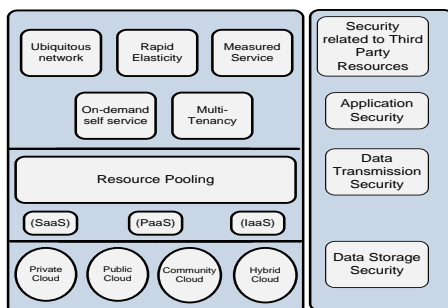 Ubiquitous
network
Rapid
Elasticity
Measured
Service
On-demand
self service
Multi-
Tenancy
Resource Pooling
(SaaS)
(PaaS)
(IaaS)
Private
Cloud
Public
Cloud
Community
Cloud
Hybrid
Cloud
Security
related to Third
Party
Resources
Application
Security
Data
Transmission
Security
Data Storage
Security